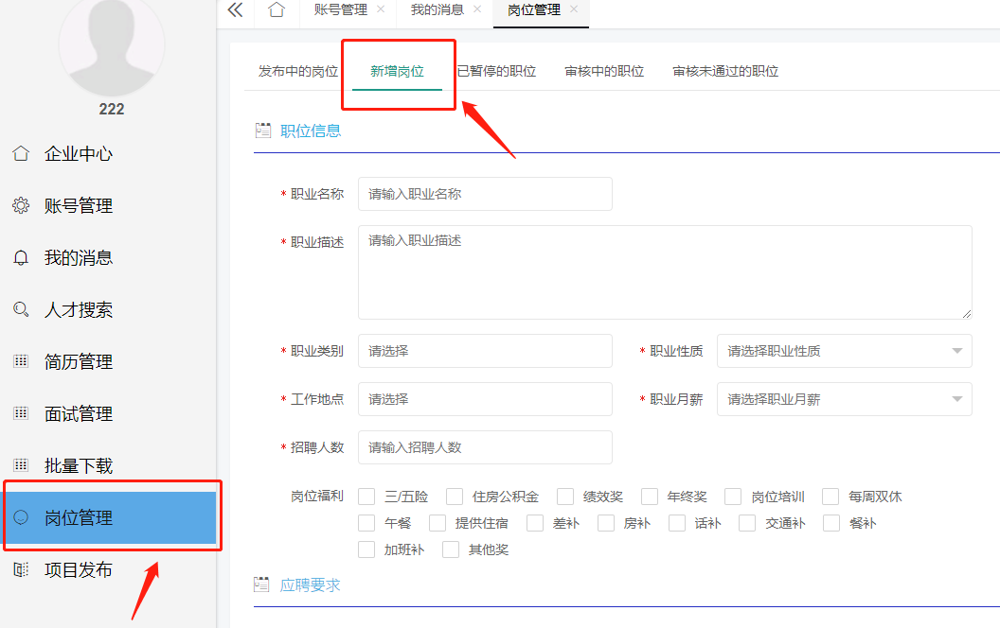 账号管理 我的消息 岗位管理
222
企业中心
账号管理
我的消息
人才搜索
简历管理
面试管理
批量下载
岗位管理
项目发布
发布中的岗位 新增岗位 已暂停的职位 审核中的职位 审核未通过的职位
职位信息
* 职业名称 请输入职业名称
* 职业描述 请输入职业描述
* 职业类别 请选择 * 职业性质 请选择职业性质
* 工作地点 请选择 * 职业月薪 请选择职业月薪
* 招聘人数 请输入招聘人数
岗位福利 三/五险 住房公积金 绩效奖 年终奖 岗位培训 每周双休
午餐 提供住宿 差补 房补 话补 交通补 餐补
加班补 其他奖
应聘要求